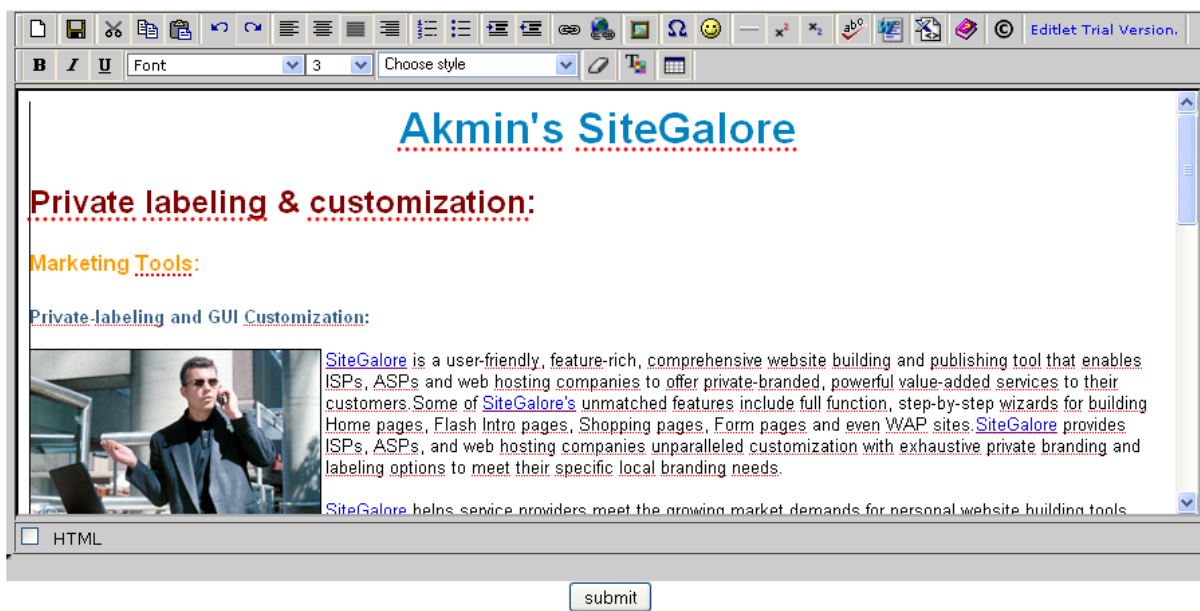 Editlet Trial Version.
B I U Font 3 Choose style
Akmin's SiteGalore
Private labeling & customization:
Marketing Tools:
Private-labeling and GUI Customization:
SiteGalore is a user-friendly, feature-rich, comprehensive website building and publishing tool that enables
ISPs, ASPs and web hosting companies to offer private-branded, powerful value-added services to their
customers.Some of SiteGalore's unmatched features include full function, step-by-step wizards for building
Home pages, Flash Intro pages, Shopping pages, Form pages and even WAP sites.SiteGalore provides
ISPs, ASPs, and web hosting companies unparalleled customization with exhaustive private branding and
labeling options to meet their specific local branding needs.
SiteGalore helps service providers meet the growing market demands for personal website building tools
HTML
submit